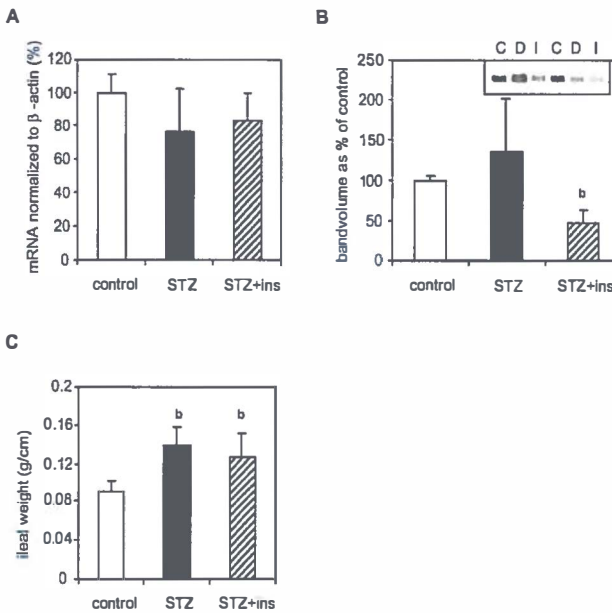 A
mRNA normalized to β -actin (%)
120
100
80
60
40
20
0
control STZ STZ+ins
B
bandvolume as % of control
250
200
150
100
50
0
C D I C D I
b
control STZ STZ+ins
C
ileal weight (g/cm)
0.2
0.16
0.12
0.08
0.04
0
b b
control STZ STZ+ins